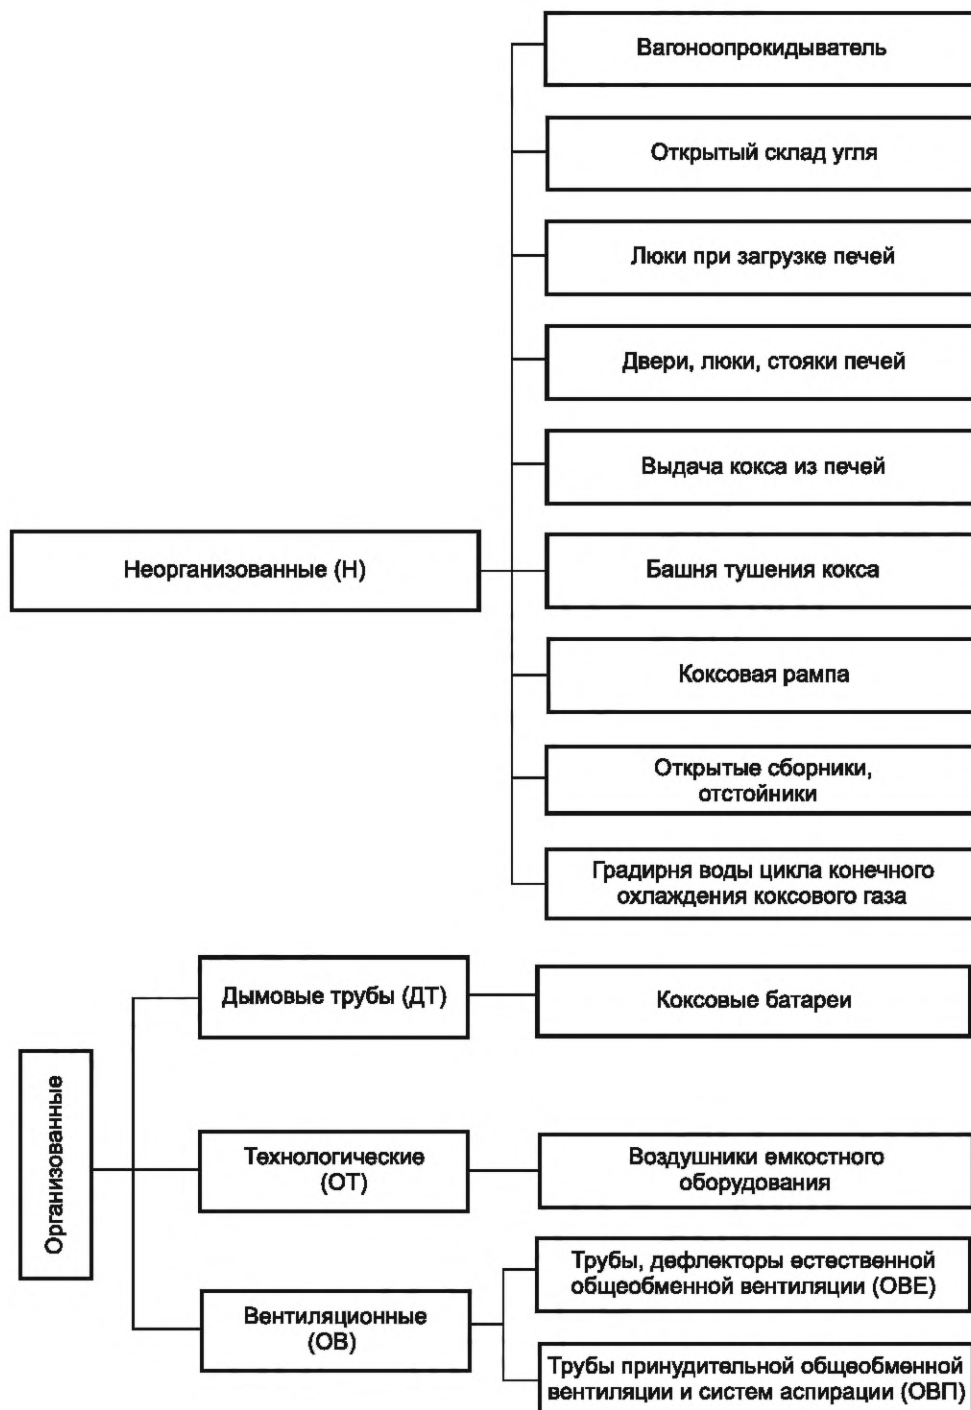 Вагоноопрокидыватель
Открытый склад угля
Люки при загрузке печей
Двери, люки, стояки печей
Выдача кокса из печей
Неорганизованные (Н)
Башня тушения кокса
Коксовая рампа
Открытые сборники,
отстойники
Градирня воды цикла конечного
охлаждения коксового газа
Организованные
Дымовые трубы (ДТ)
Коксовые батареи
Технологические
(ОТ)
Воздушники емкостного
оборудования
Вентиляционные
(ОВ)
Трубы, дефлекторы естественной
общеобменной вентиляции (ОВЕ)
Трубы принудительной общеобменной
вентиляции и систем аспирации (ОВП)